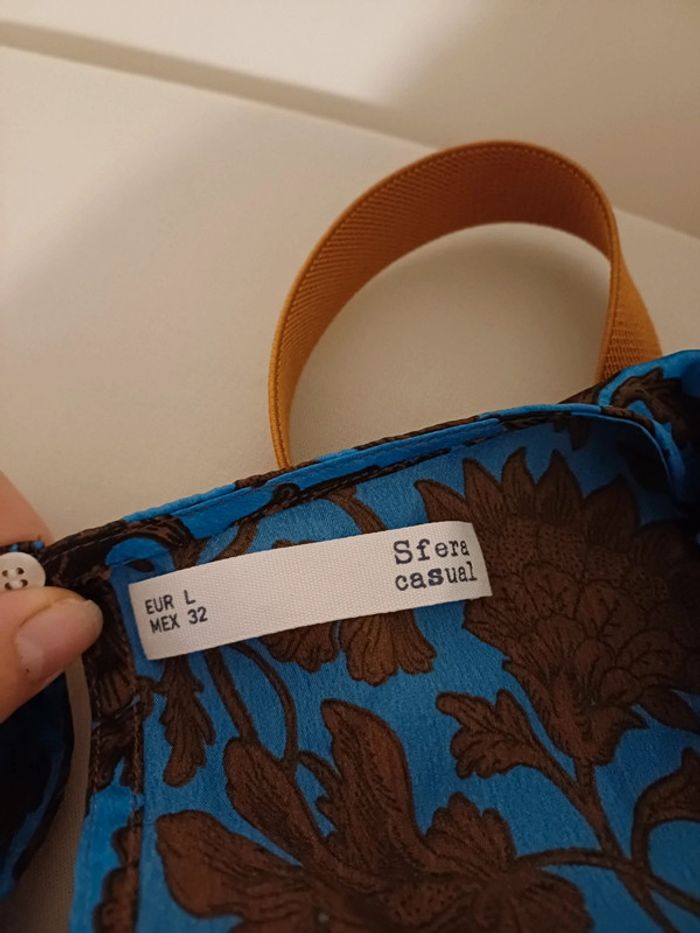 EUR L
MEX 32
Sfera
casual